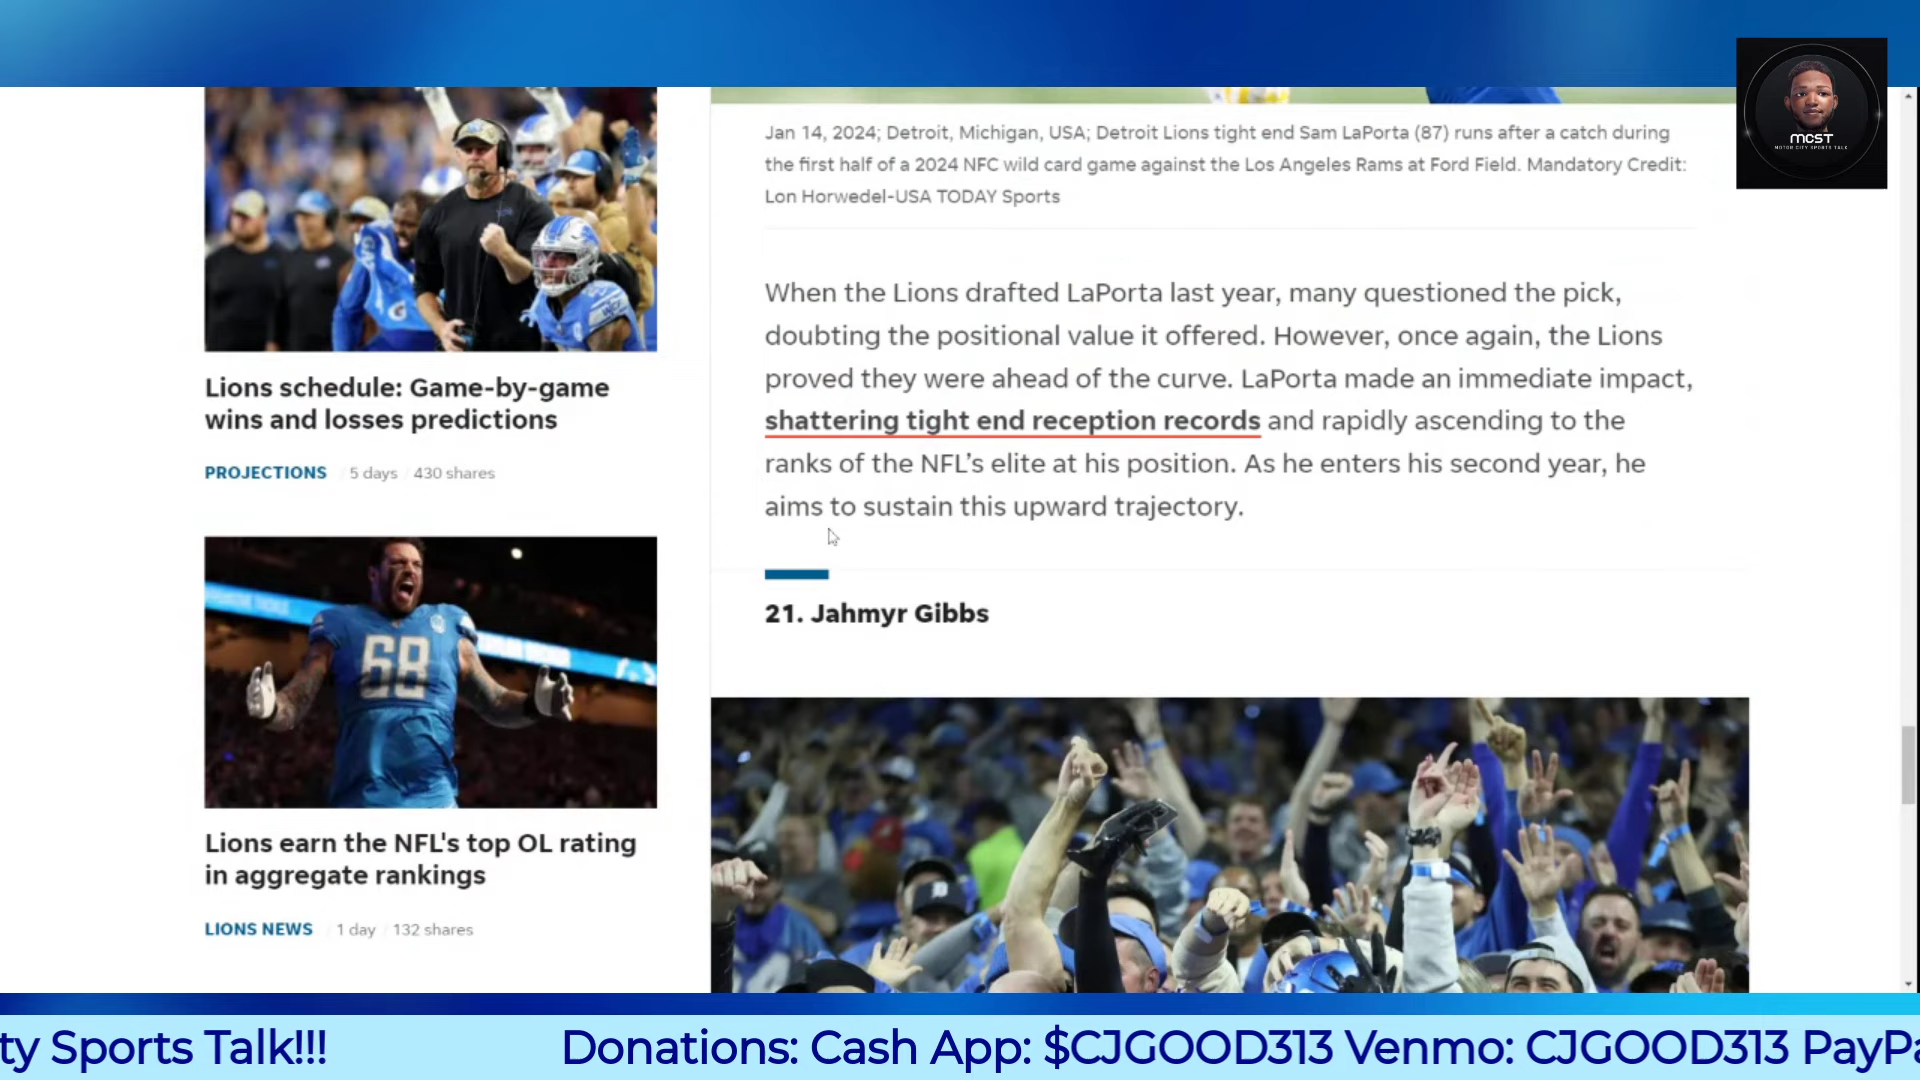 MCST
MOTOR CITY SPORTS TALK
Jan 14, 2024; Detroit, Michigan, USA; Detroit Lions tight end Sam LaPorta (87) runs after a catch during
the first half of a 2024 NFC wild card game against the Los Angeles Rams at Ford Field. Mandatory Credit:
Lon Horwedel-USA TODAY Sports
When the Lions drafted LaPorta last year, many questioned the pick,
doubting the positional value it offered. However, once again, the Lions
proved they were ahead of the curve. LaPorta made an immediate impact,
shattering tight end reception records and rapidly ascending to the
ranks of the NFL's elite at his position. As he enters his second year, he
aims to sustain this upward trajectory.
21. Jahmyr Gibbs
Lions schedule: Game-by-game
wins and losses predictions
PROJECTIONS / 5 days / 430 shares
68
Lions earn the NFL's top OL rating
in aggregate rankings
LIONS NEWS / 1 day / 132 shares
ty Sports Talk!!! Donations: Cash App: $CJGOOD313 Venmo: CJGOOD313 PayPa